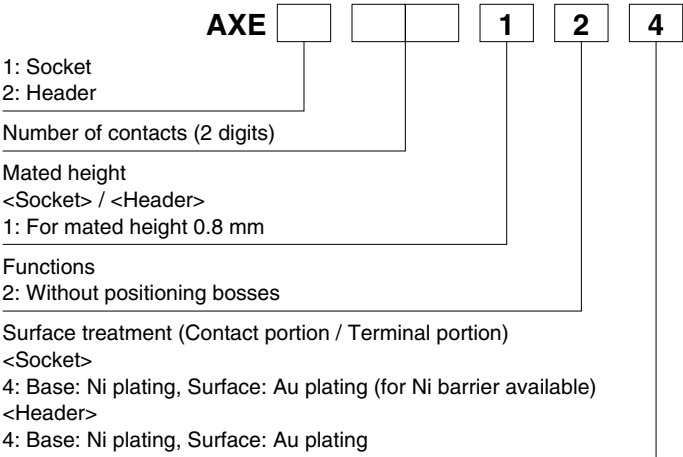 AXE 1 2 4
1: Socket
2: Header
Number of contacts (2 digits)
Mated height
<Socket> / <Header>
1: For mated height 0.8 mm
Functions
2: Without positioning bosses
Surface treatment (Contact portion / Terminal portion)
<Socket>
4: Base: Ni plating, Surface: Au plating (for Ni barrier available)
<Header>
4: Base: Ni plating, Surface: Au plating